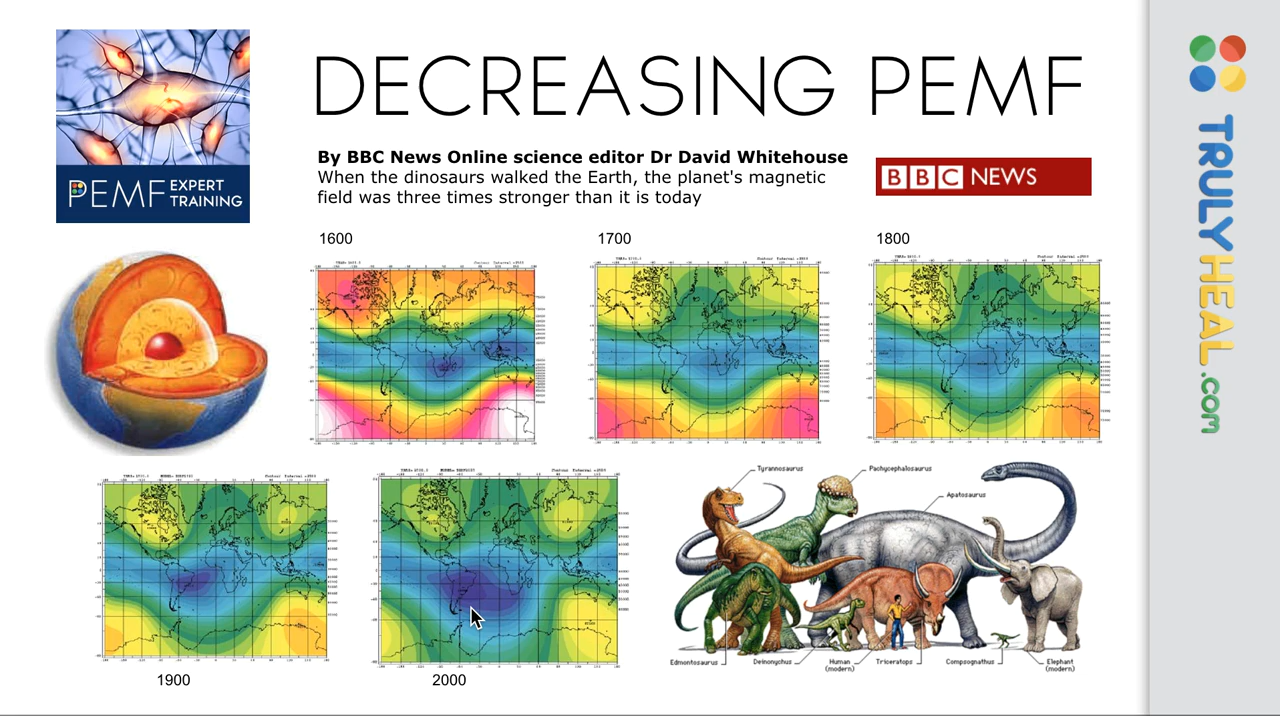 DECREASING PEMF
PEMF EXPERT
TRAINING
By BBC News Online science editor Dr David Whitehouse
When the dinosaurs walked the Earth, the planet's magnetic
field was three times stronger than it is today
BBC NEWS
TRULYHEAL.com
1600
1700
1800
Tyrannosaurus
Pachycephalosaurus
Apatosaurus
Edmontosaurus
Deinonychus
Human
(modern)
Triceratops
Compsognathus
Elephant
(modern)
1900
2000